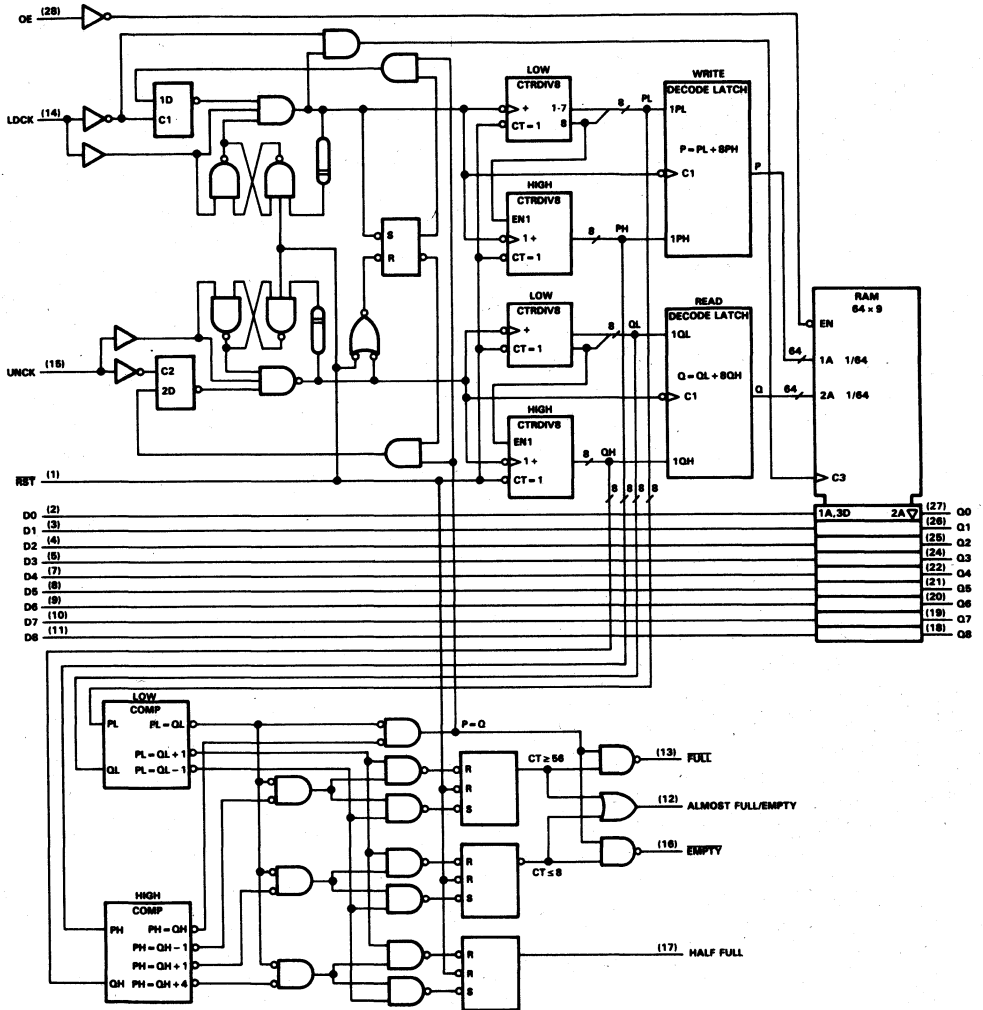 OE (28)
LOW
CTRDIV8
+
1-7
8
CT = 1
8
PL
WRITE
DECODE LATCH
1PL
P = PL + 8PH
C1
1PH
P
LDCK (14)
1D
C1
HIGH
CTRDIV8
EN1
1 +
CT = 1
8
PH
S
R
LOW
CTRDIV8
+
CT = 1
8
QL
READ
DECODE LATCH
1QL
Q = QL + 8QH
C1
1QH
Q
64
64
RAM
64 × 9
EN
1A 1/64
2A 1/64
C3
UNCK (15)
C2
2D
HIGH
CTRDIV8
EN1
1 +
CT = 1
8
QH
8 8 8 8
RST (1)
1A, 3D 2A ▽
D0 (2)
D1 (3)
D2 (4)
D3 (5)
D4 (7)
D5 (8)
D6 (9)
D7 (10)
D8 (11)
(27) Q0
(26) Q1
(25) Q2
(24) Q3
(22) Q4
(21) Q5
(20) Q6
(19) Q7
(18) Q8
LOW
COMP
PL
PL = QL
PL = QL + 1
QL
PL = QL − 1
P = Q
R
R
S
CT ≥ 56
(13) FULL
(12) ALMOST FULL/EMPTY
(16) EMPTY
R
R
S
CT ≤ 8
HIGH
COMP
PH
PH = QH
PH = QH − 1
PH = QH + 1
QH
PH = QH + 4
R
R
S
(17) HALF FULL